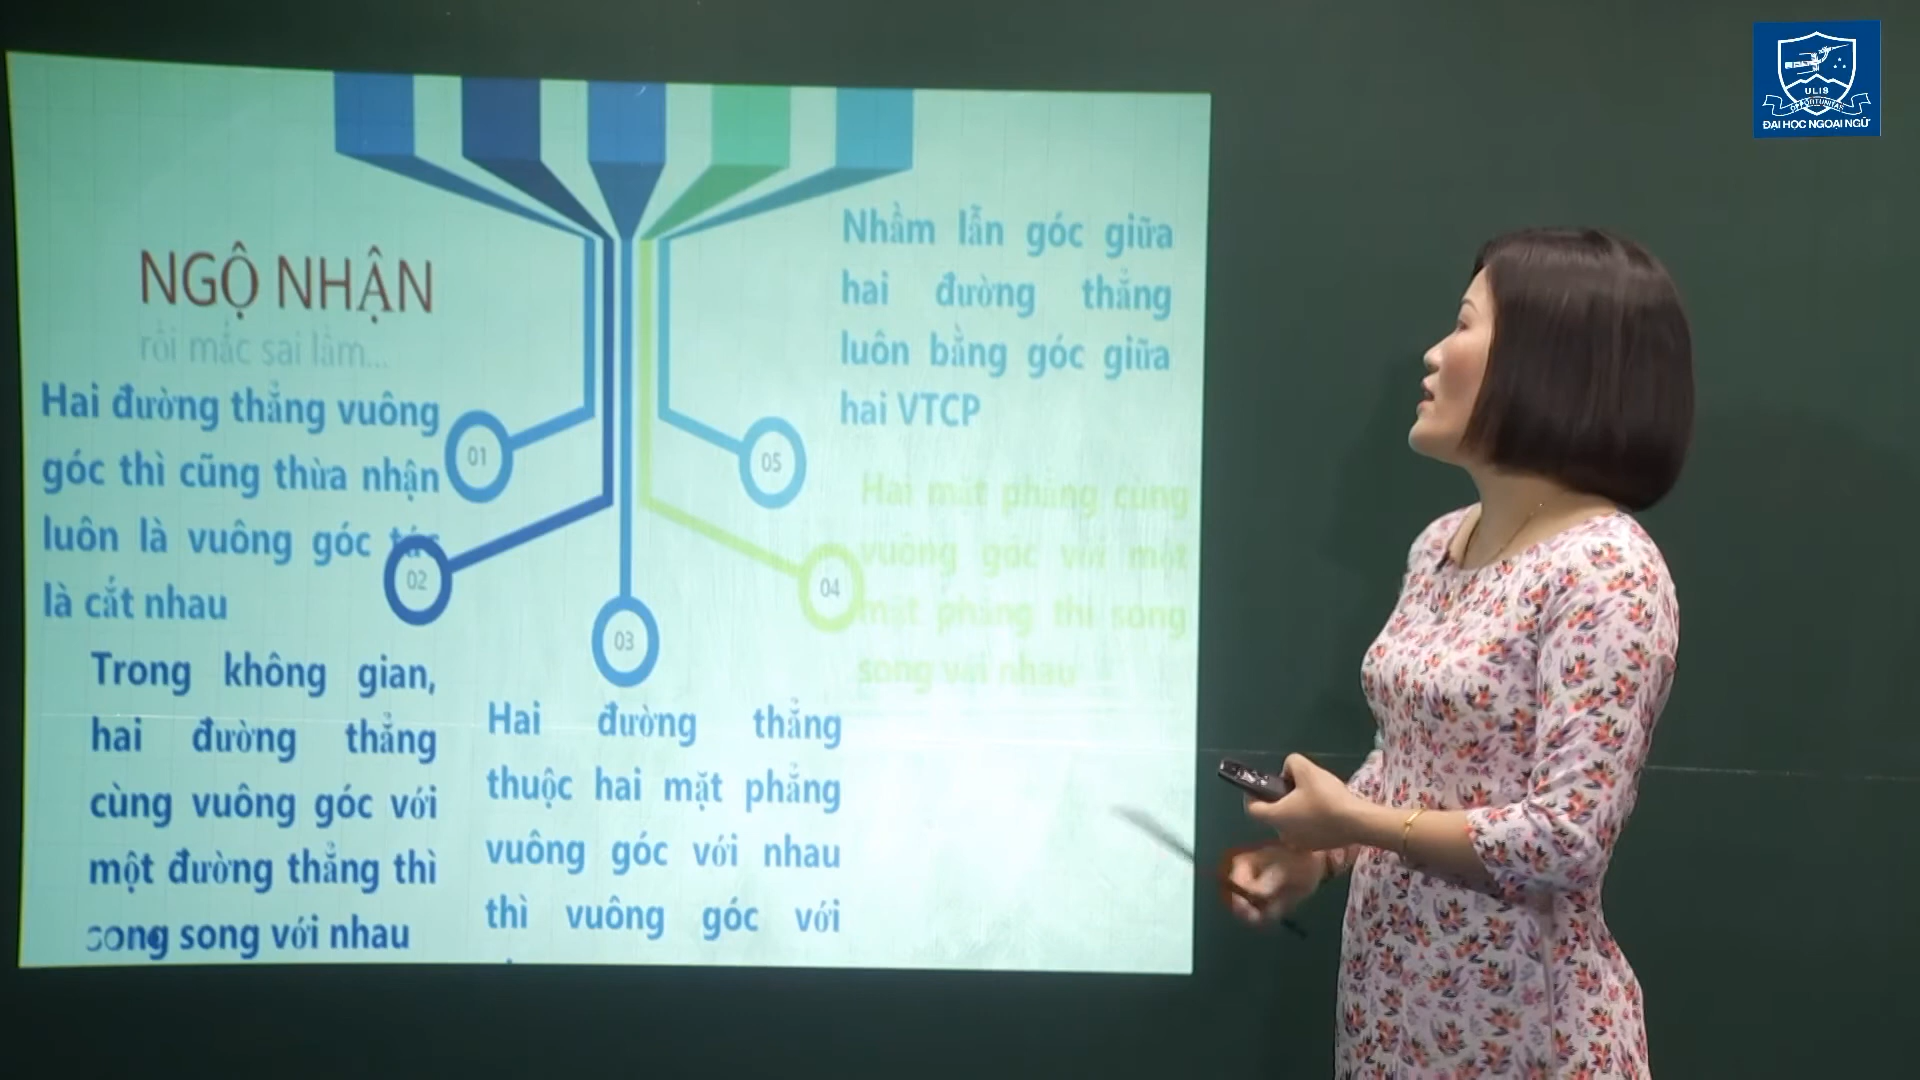 NGỘ NHẬN
rồi mắc sai lầm...
Hai đường thẳng vuông
góc thì cũng thừa nhận
luôn là vuông góc tức
là cắt nhau
01
02
Trong không gian,
hai đường thẳng
cùng vuông góc với
một đường thẳng thì
song song với nhau
03
Hai đường thẳng
thuộc hai mặt phẳng
vuông góc với nhau
thì vuông góc với
04
Hai mặt phẳng cùng
vuông góc với một
mặt phẳng thì song
song với nhau
05
Nhầm lẫn góc giữa
hai đường thẳng
luôn bằng góc giữa
hai VTCP
ULIS
OPPORTUNITAS
ĐẠI HỌC NGOẠI NGỮ